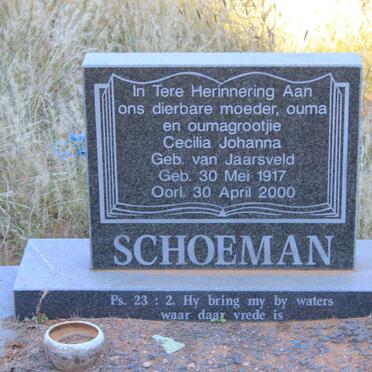 In Tere Herinnering Aan
ons dierbare moeder, ouma
en oumagrootjie
Cecilia Johanna
Geb. van Jaarsveld
Geb. 30 Mei 1917
Oorl. 30 April 2000
SCHOEMAN
Ps. 23 : 2. Hy bring my by waters
waar daar vrede is